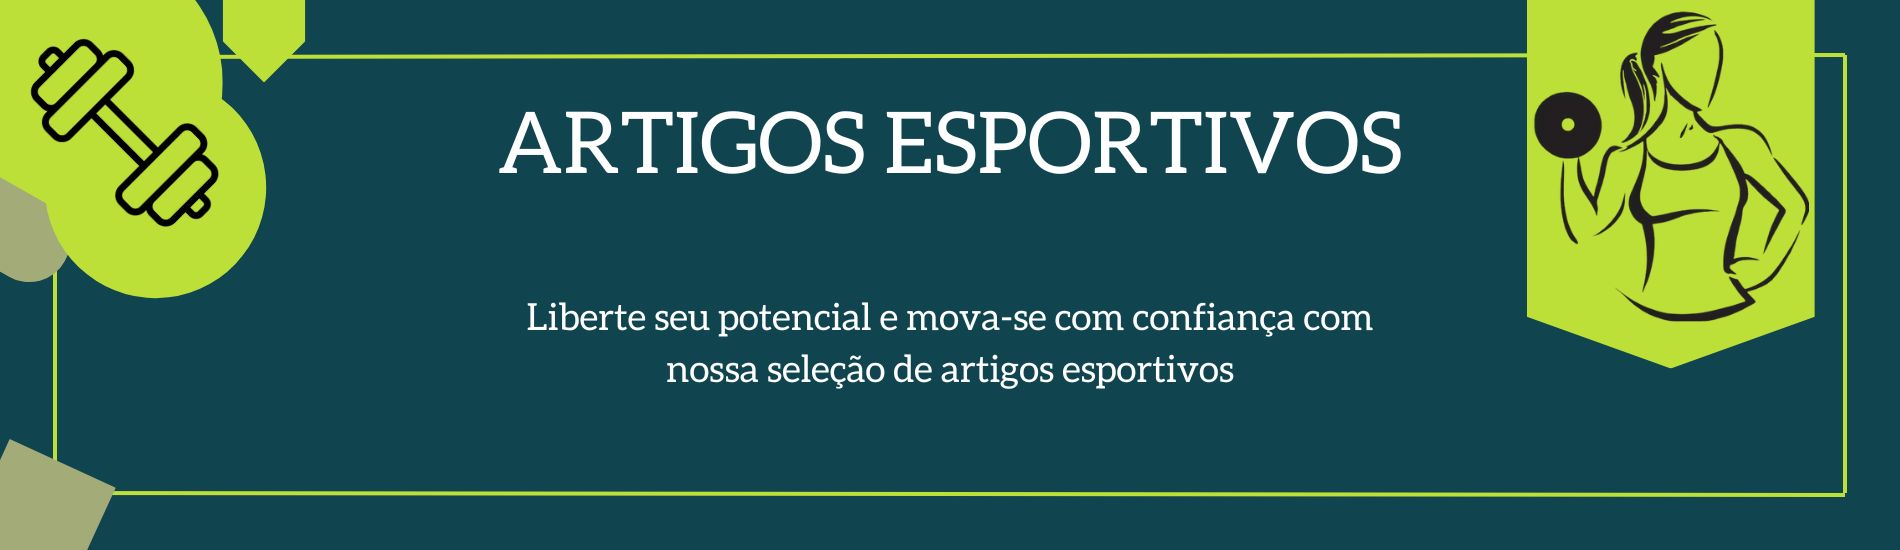 ARTIGOS ESPORTIVOS
Liberte seu potencial e mova-se com confiança com
nossa seleção de artigos esportivos